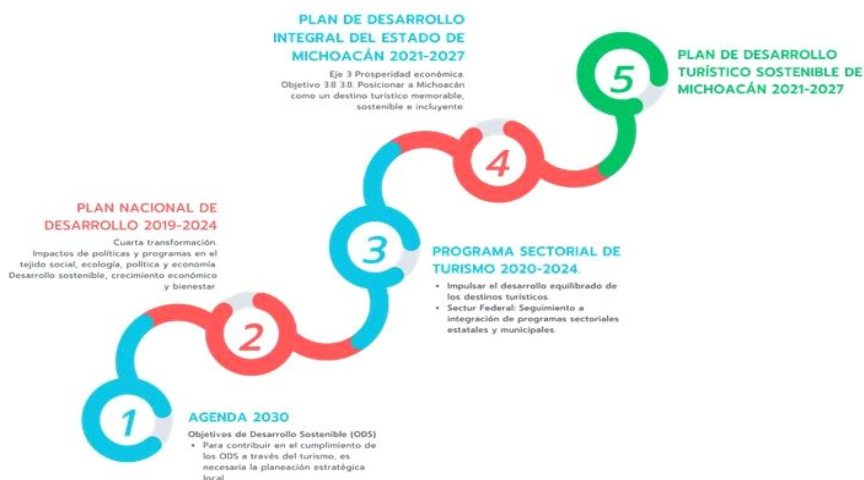 PLAN DE DESARROLLO
INTEGRAL DEL ESTADO DE
MICHOACÁN 2021-2027
Eje 3 Prosperidad económica.
Objetivo 3.8 3.8. Posicionar a Michoacán
como un destino turístico memorable,
sostenible e incluyente
5
PLAN DE DESARROLLO
TURÍSTICO SOSTENIBLE DE
MICHOACÁN 2021-2027
4
PLAN NACIONAL DE
DESARROLLO 2019-2024
Cuarta transformación.
Impactos de políticas y programas en el
tejido social, ecología, política y economía.
Desarrollo sostenible, crecimiento económico
y bienestar.
3
PROGRAMA SECTORIAL DE
TURISMO 2020-2024.
• Impulsar el desarrollo equilibrado de
los destinos turísticos.
• Sectur Federal: Seguimiento a
integración de programas sectoriales
estatales y municipales.
2
1
AGENDA 2030
Objetivos de Desarrollo Sostenible (ODS)
• Para contribuir en el cumplimiento de
los ODS a través del turismo, es
necesaria la planeación estratégica
local